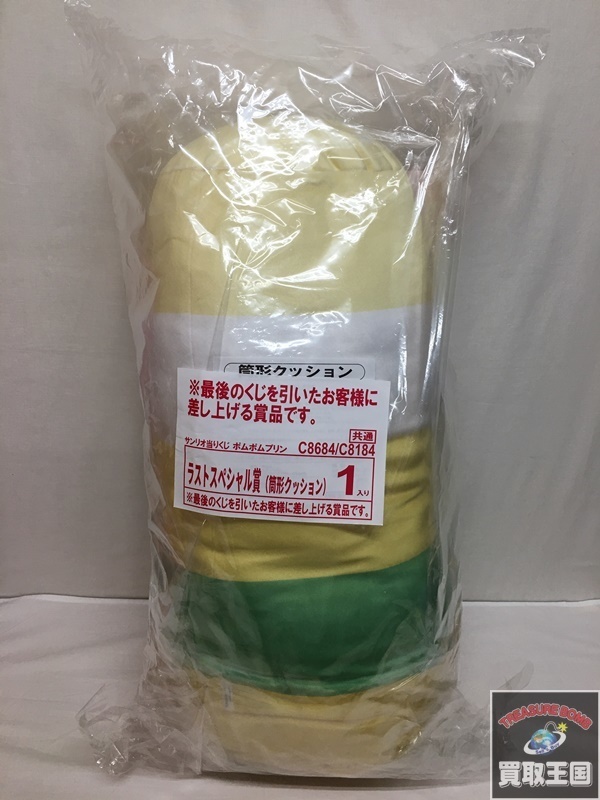 筒形クッション
※最後のくじを引いたお客様に
差し上げる賞品です。
共通
サンリオ当りくじ ポムポムプリン C8684/C8184
ラストスペシャル賞（筒形クッション） 1入り
※最後のくじを引いたお客様に差し上げる賞品です。
TREASURE BOMB
買取王国